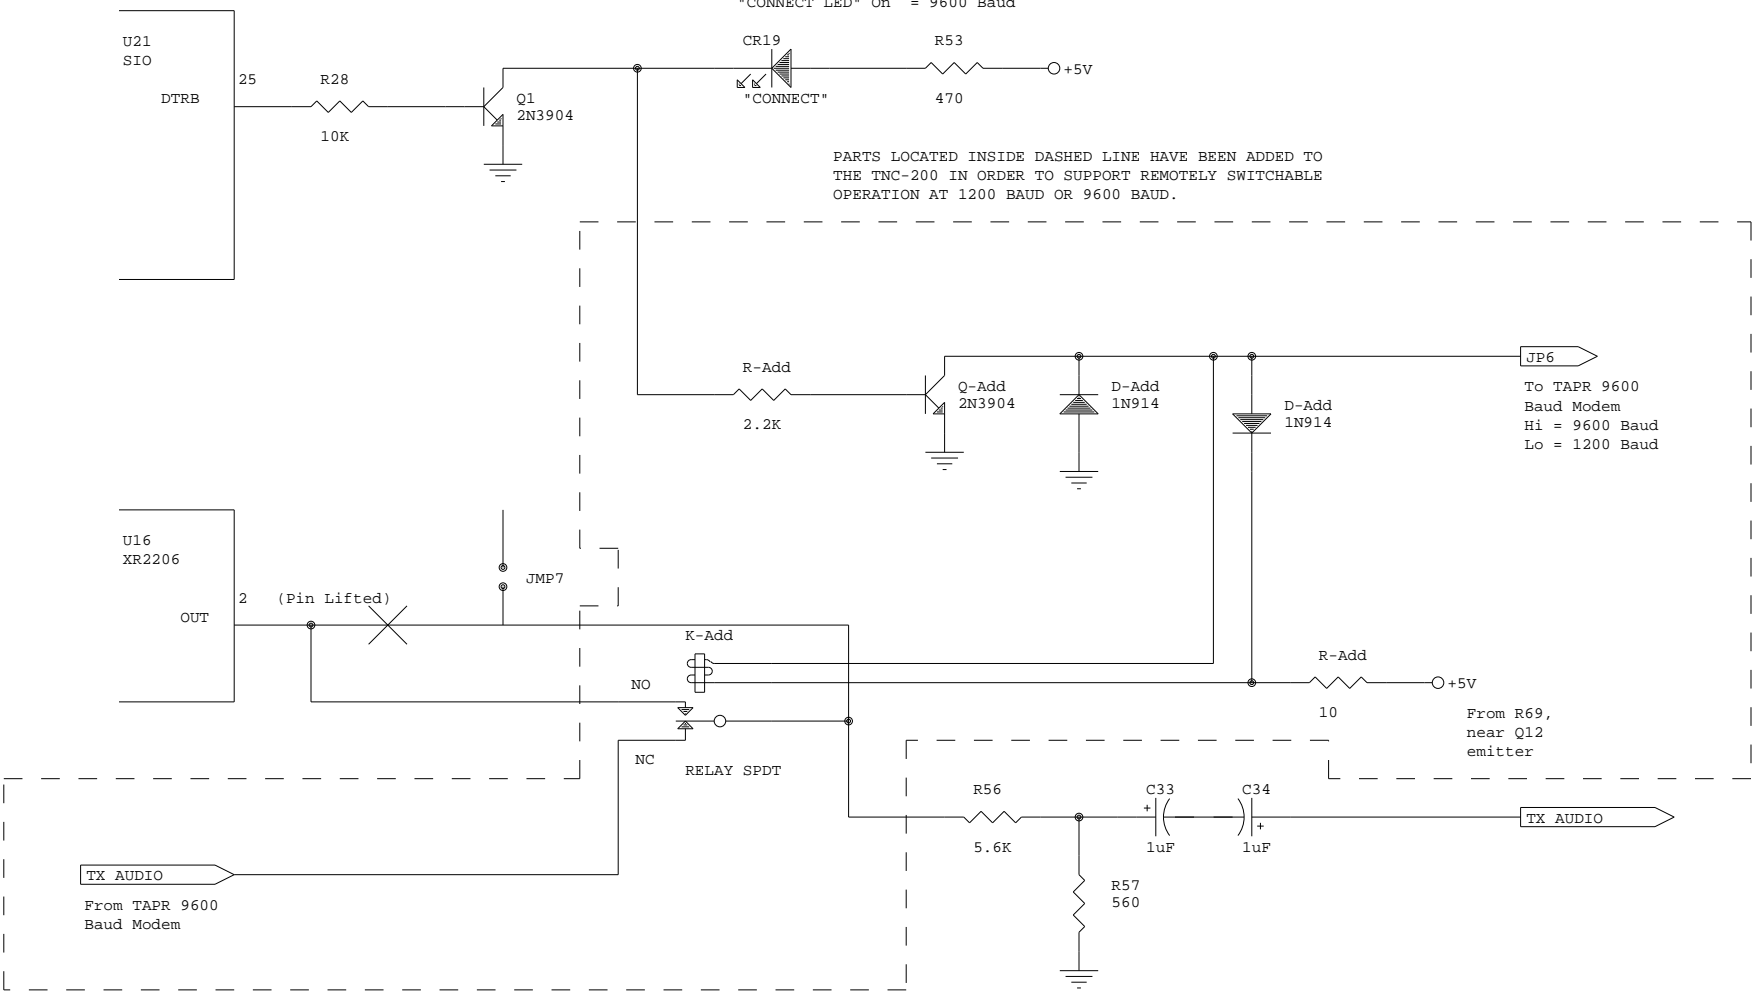 "CONNECT LED" On = 9600 Baud
U21
SIO
25
DTRB
R28
10K
Q1
2N3904
CR19
"CONNECT"
R53
470
+5V
PARTS LOCATED INSIDE DASHED LINE HAVE BEEN ADDED TO
THE TNC-200 IN ORDER TO SUPPORT REMOTELY SWITCHABLE
OPERATION AT 1200 BAUD OR 9600 BAUD.
R-Add
2.2K
Q-Add
2N3904
D-Add
1N914
D-Add
1N914
JP6
To TAPR 9600
Baud Modem
Hi = 9600 Baud
Lo = 1200 Baud
U16
XR2206
2
OUT
(Pin Lifted)
JMP7
K-Add
NO
NC
RELAY SPDT
R-Add
10
+5V
From R69,
near Q12
emitter
R56
5.6K
C33
+
1uF
C34
+
1uF
TX AUDIO
R57
560
TX AUDIO
From TAPR 9600
Baud Modem